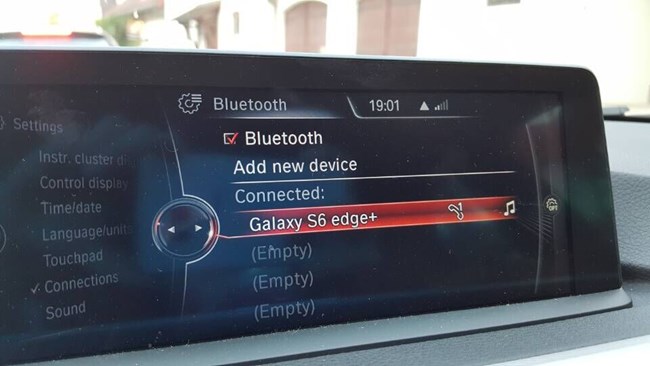 Bluetooth 19:01
Settings
Bluetooth
Add new device
Connected:
Galaxy S6 edge+
(Empty)
(Empty)
(Empty)
Instr. cluster
Control display
Time/date
Language/units
Touchpad
Connections
Sound
OFF